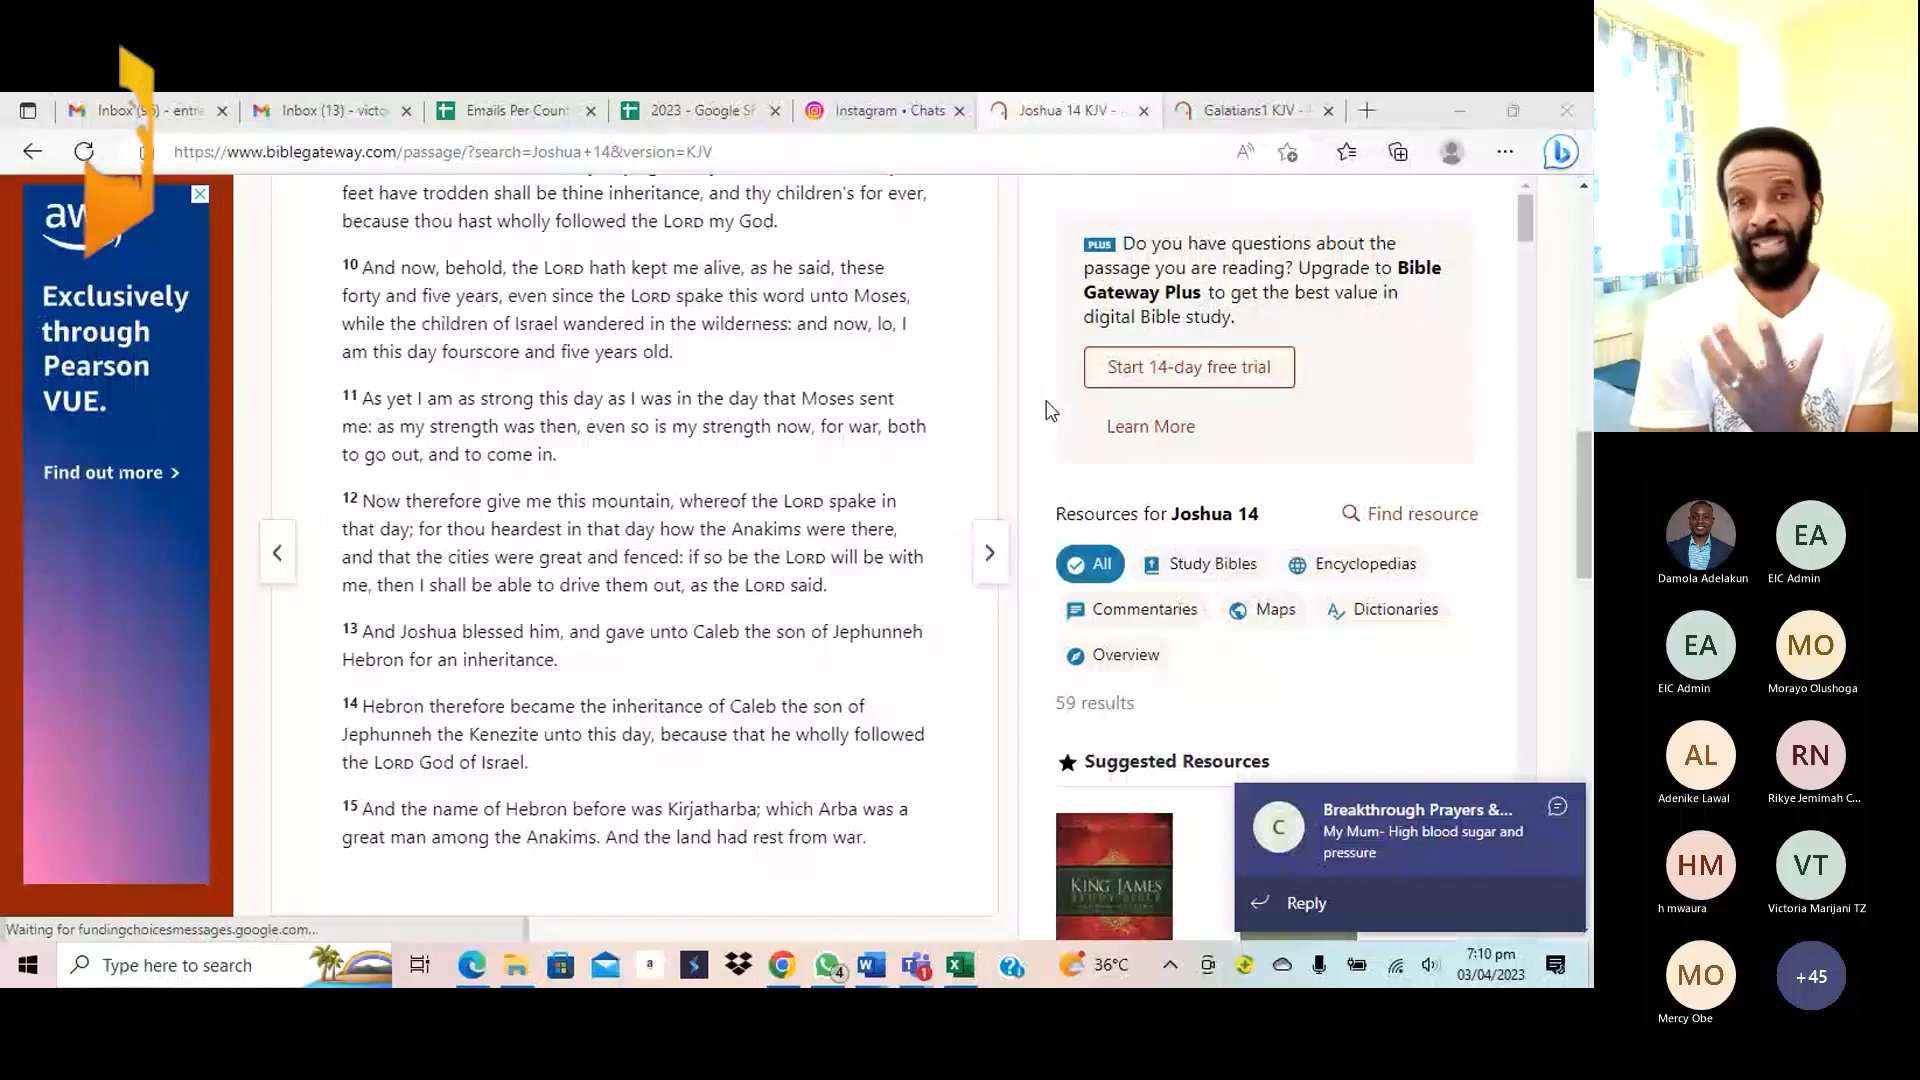 Inbox (95) - entre
Inbox (13) - victo
Emails Per Coun
2023 - Google S
Instagram • Chats
Joshua 14 KJV -
Galatians1 KJV -
https://www.biblegateway.com/passage/?search=Joshua+14&version=KJV
aw
Exclusively
through
Pearson
VUE.
Find out more >
feet have trodden shall be thine inheritance, and thy children's for ever,
because thou hast wholly followed the LORD my God.
10 And now, behold, the LORD hath kept me alive, as he said, these
forty and five years, even since the LORD spake this word unto Moses,
while the children of Israel wandered in the wilderness: and now, lo, I
am this day fourscore and five years old.
11 As yet I am as strong this day as I was in the day that Moses sent
me: as my strength was then, even so is my strength now, for war, both
to go out, and to come in.
12 Now therefore give me this mountain, whereof the LORD spake in
that day; for thou heardest in that day how the Anakims were there,
and that the cities were great and fenced: if so be the LORD will be with
me, then I shall be able to drive them out, as the LORD said.
13 And Joshua blessed him, and gave unto Caleb the son of Jephunneh
Hebron for an inheritance.
14 Hebron therefore became the inheritance of Caleb the son of
Jephunneh the Kenezite unto this day, because that he wholly followed
the LORD God of Israel.
15 And the name of Hebron before was Kirjatharba; which Arba was a
great man among the Anakims. And the land had rest from war.
PLUS Do you have questions about the
passage you are reading? Upgrade to Bible
Gateway Plus to get the best value in
digital Bible study.
Start 14-day free trial
Learn More
Resources for Joshua 14
Find resource
All
Study Bibles
Encyclopedias
Commentaries
Maps
Dictionaries
Overview
59 results
Suggested Resources
KING JAMES
STUDY BIBLE
C
Breakthrough Prayers &...
My Mum- High blood sugar and
pressure
Reply
Waiting for fundingchoicesmessages.google.com...
Type here to search
36°C
7:10 pm
03/04/2023
Damola Adelakun
EA
EIC Admin
EA
EIC Admin
MO
Morayo Olushoga
AL
Adenike Lawal
RN
Rikye Jemimah C...
HM
h mwaura
VT
Victoria Marijani TZ
MO
Mercy Obe
+45